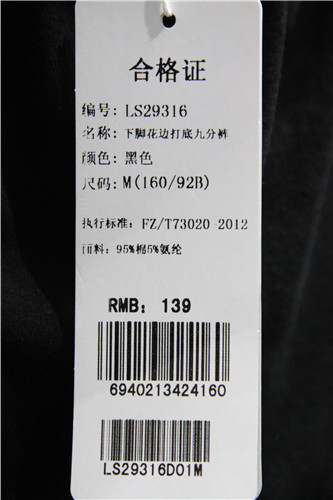 合格证
编号: LS29316
名称: 下脚花边打底九分裤
颜色: 黑色
尺码: M(160/92B)
执行标准: FZ/T73020-2012
面料: 95%棉5%氨纶
RMB: 139
6940213424160
LS29316D01M